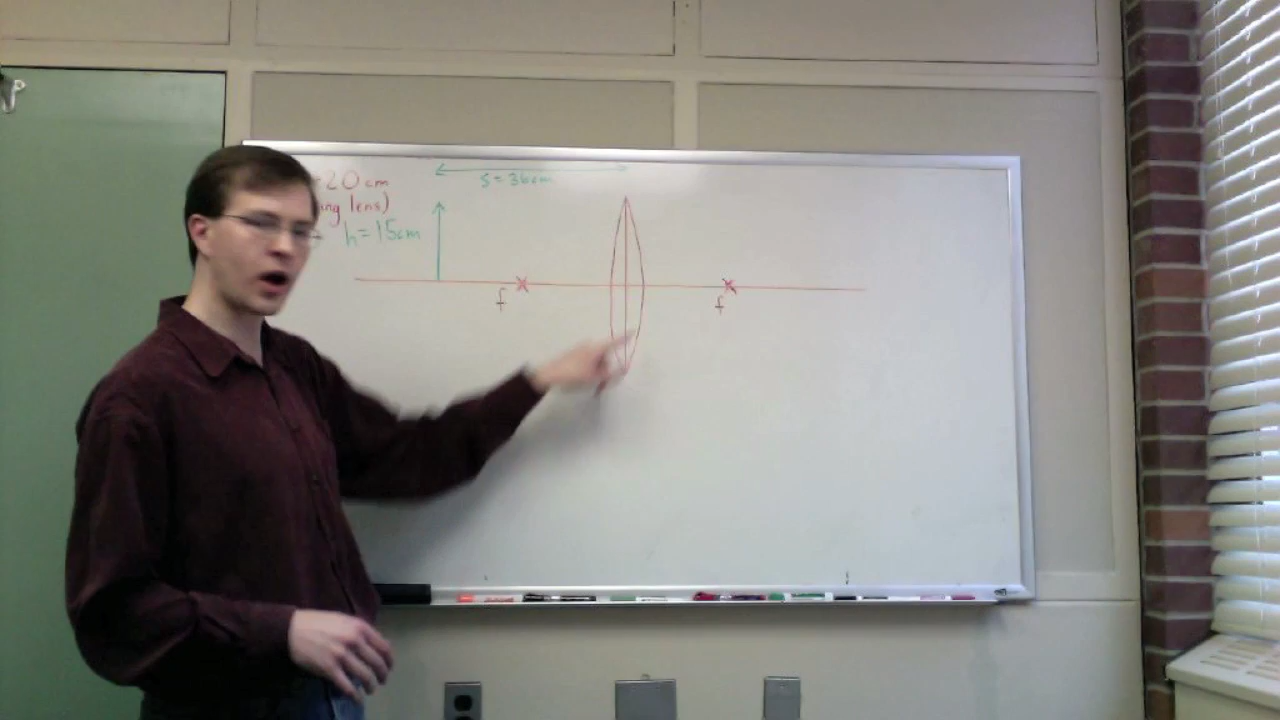 s=36cm
=20 cm
ing lens)
h=15cm
f
f